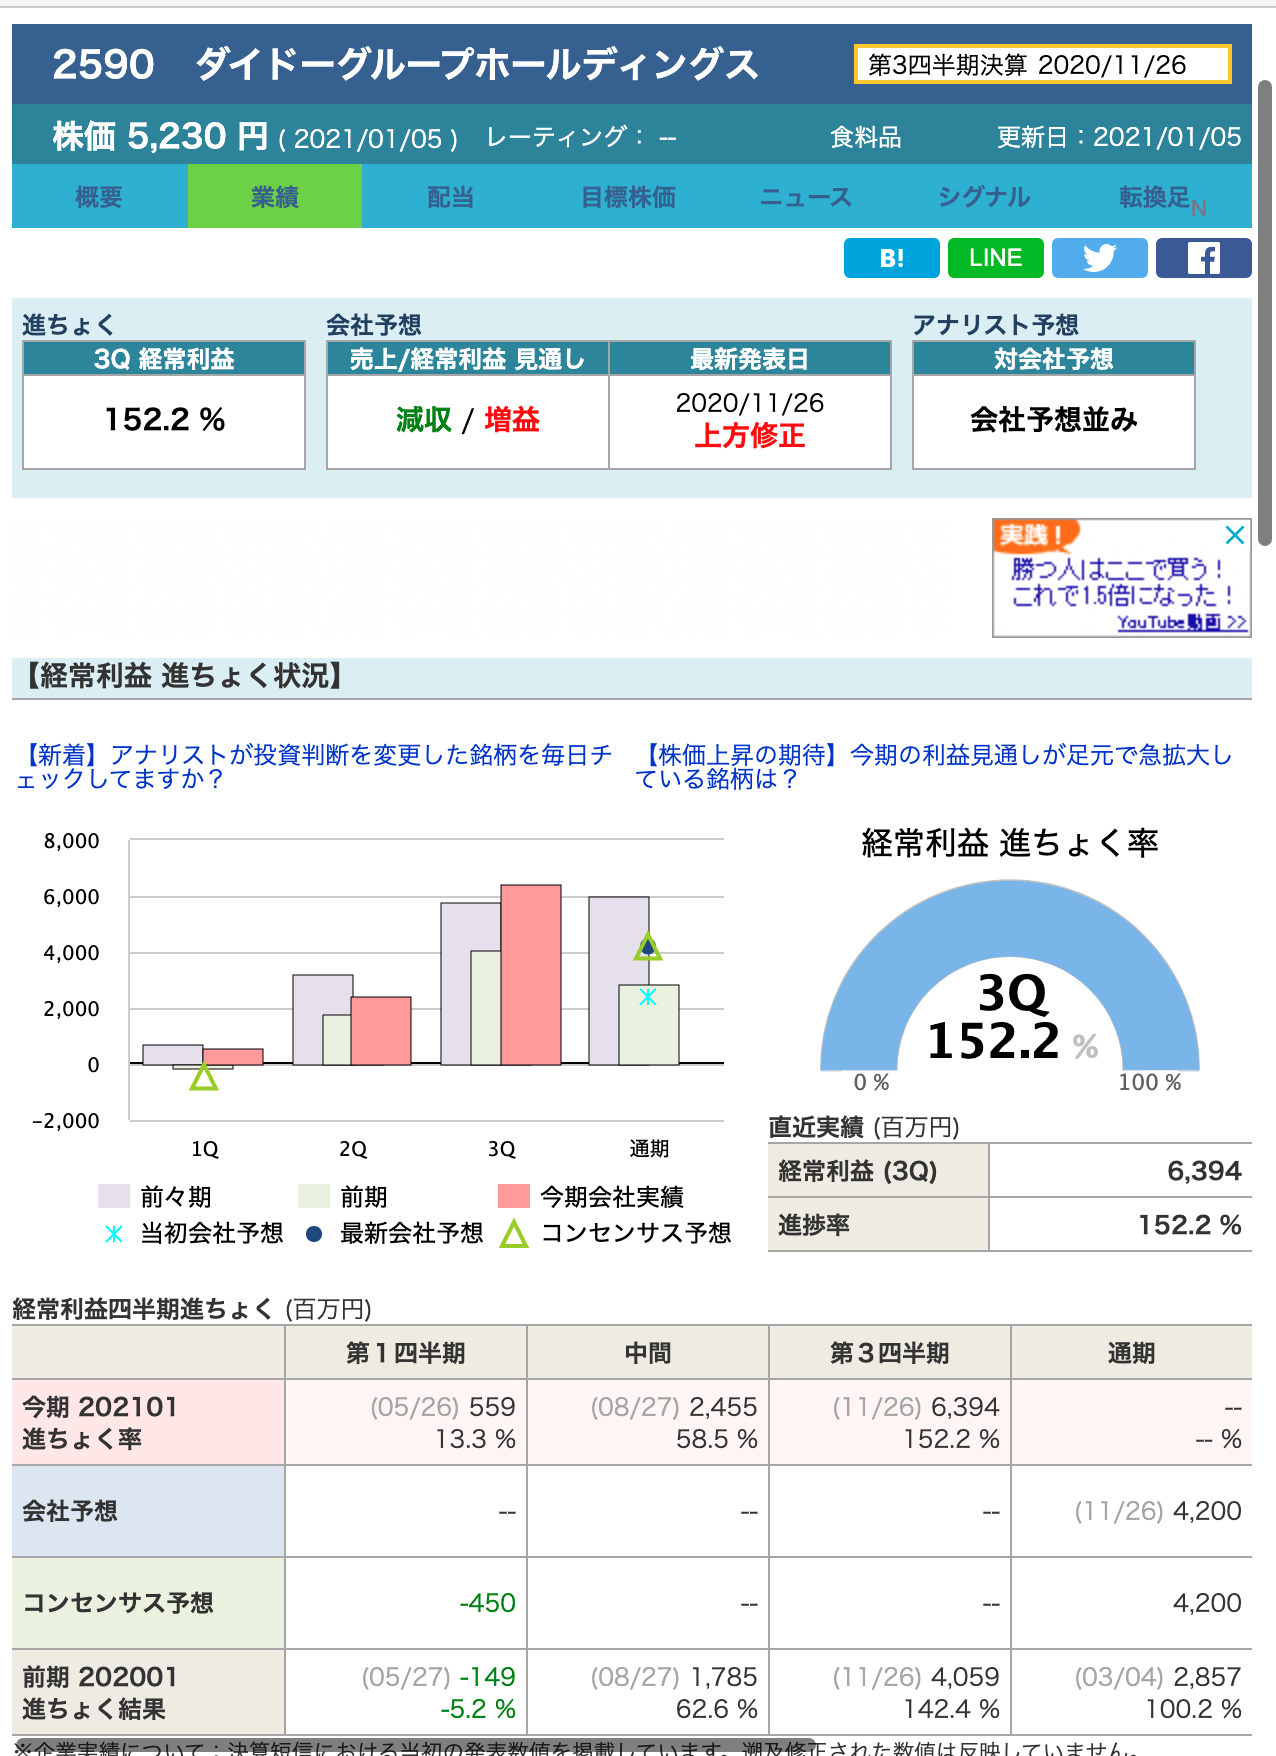 2590 ダイドーグループホールディングス
第3四半期決算 2020/11/26
株価 5,230 円 ( 2021/01/05 ) レーティング： -- 食料品 更新日：2021/01/05
概要 業績 配当 目標株価 ニュース シグナル 転換足N
B! LINE
進ちょく 会社予想 アナリスト予想
3Q 経常利益 売上/経常利益 見通し 最新発表日 対会社予想
152.2 % 減収 / 増益 2020/11/26 会社予想並み
上方修正
実践！
勝つ人はここで買う！
これで1.5倍になった！
YouTube動画 >>
【経常利益 進ちょく状況】
【新着】アナリストが投資判断を変更した銘柄を毎日チ
ェックしてますか？
【株価上昇の期待】今期の利益見通しが足元で急拡大し
ている銘柄は？
8,000
6,000
4,000
2,000
0
-2,000
1Q 2Q 3Q 通期
前々期 前期 今期会社実績
当初会社予想 最新会社予想 コンセンサス予想
経常利益 進ちょく率
3Q
152.2 %
0 % 100 %
直近実績 (百万円)
経常利益 (3Q) 6,394
進捗率 152.2 %
経常利益四半期進ちょく (百万円)
第１四半期 中間 第３四半期 通期
今期 202101 (05/26) 559 (08/27) 2,455 (11/26) 6,394 --
進ちょく率 13.3 % 58.5 % 152.2 % -- %
会社予想 -- -- -- (11/26) 4,200
コンセンサス予想 -450 -- -- 4,200
前期 202001 (05/27) -149 (08/27) 1,785 (11/26) 4,059 (03/04) 2,857
進ちょく結果 -5.2 % 62.6 % 142.4 % 100.2 %
※企業実績について：決算短信における当初の発表数値を掲載しています。遡及修正された数値は反映していません。